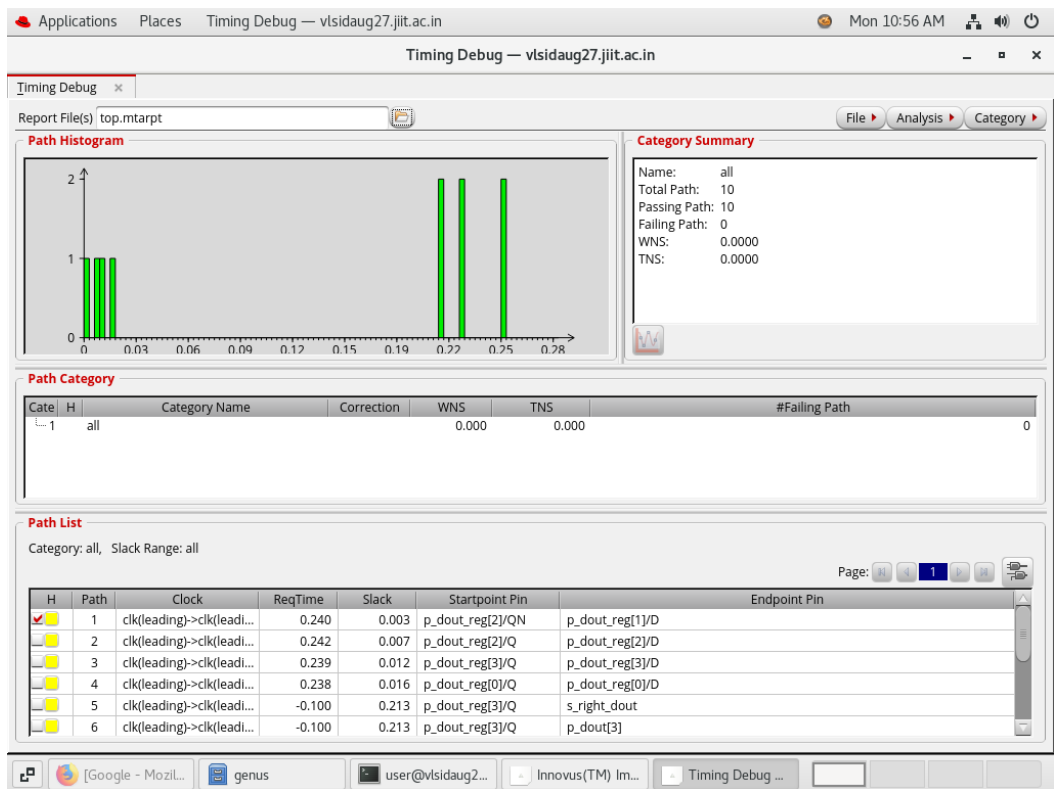 Applications Places Timing Debug — vlsidaug27.jiit.ac.in Mon 10:56 AM
Timing Debug — vlsidaug27.jiit.ac.in
Timing Debug
Report File(s) top.mtarpt File Analysis Category
Path Histogram
2
1
0
0 0.03 0.06 0.09 0.12 0.15 0.19 0.22 0.25 0.28
Category Summary
Name: all
Total Path: 10
Passing Path: 10
Failing Path: 0
WNS: 0.0000
TNS: 0.0000
Path Category
Cate H Category Name Correction WNS TNS #Failing Path
1 all 0.000 0.000 0
Path List
Category: all, Slack Range: all
Page: 1
H Path Clock ReqTime Slack Startpoint Pin Endpoint Pin
1 clk(leading)->clk(leadi... 0.240 0.003 p_dout_reg[2]/QN p_dout_reg[1]/D
2 clk(leading)->clk(leadi... 0.242 0.007 p_dout_reg[2]/Q p_dout_reg[2]/D
3 clk(leading)->clk(leadi... 0.239 0.012 p_dout_reg[3]/Q p_dout_reg[3]/D
4 clk(leading)->clk(leadi... 0.238 0.016 p_dout_reg[0]/Q p_dout_reg[0]/D
5 clk(leading)->clk(leadi... -0.100 0.213 p_dout_reg[3]/Q s_right_dout
6 clk(leading)->clk(leadi... -0.100 0.213 p_dout_reg[3]/Q p_dout[3]
[Google - Mozil... genus user@vlsidaug2... Innovus(TM) Im... Timing Debug ...